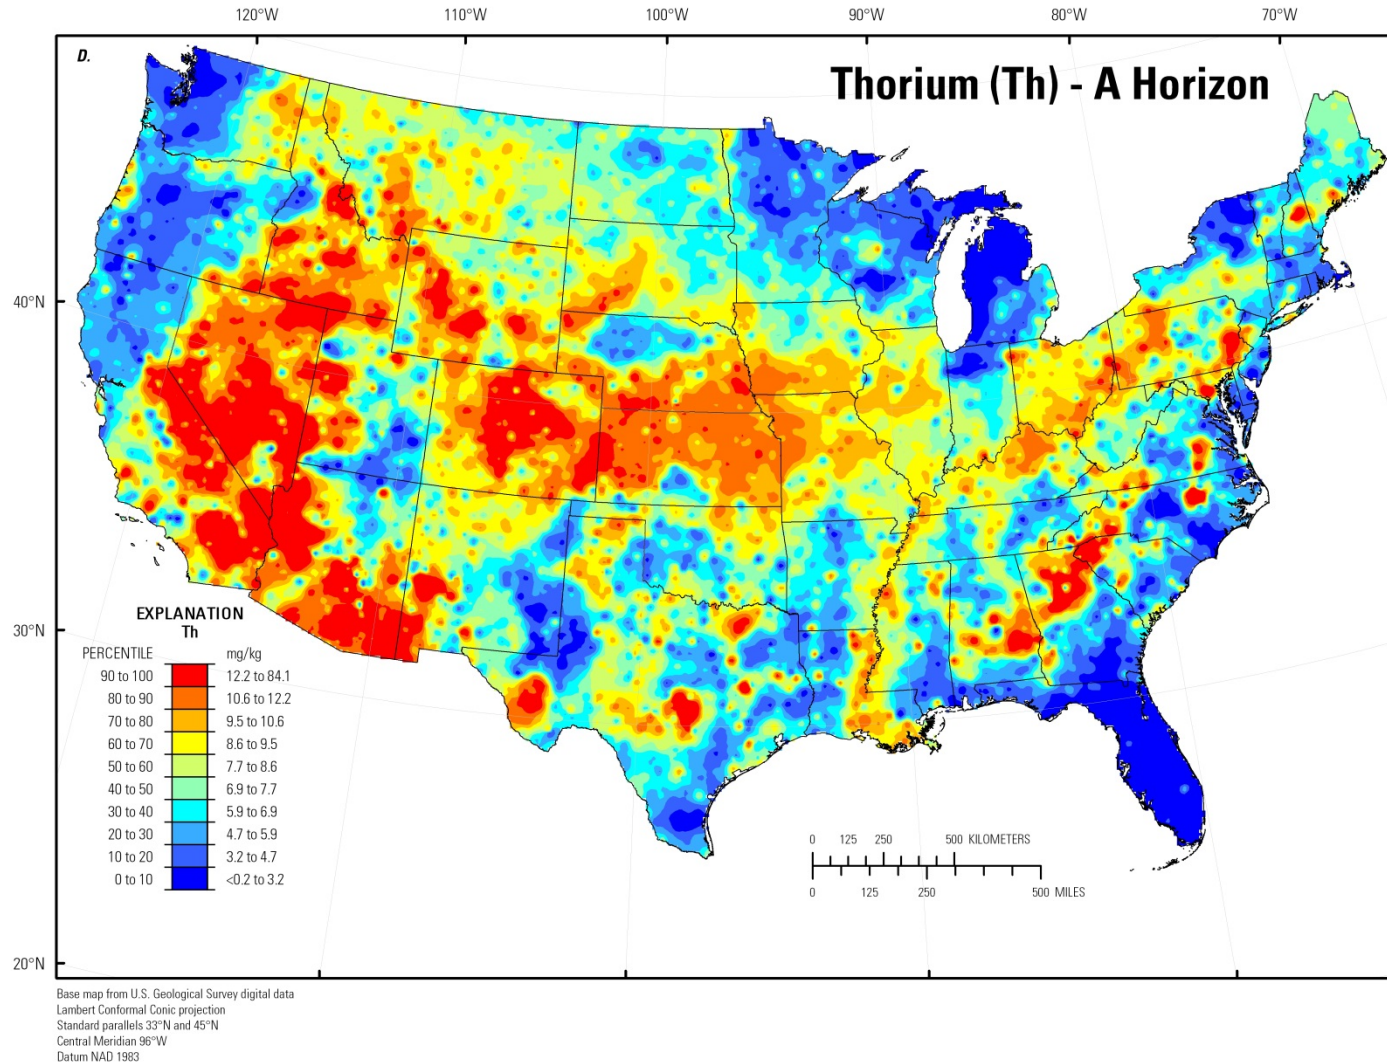 120°W 110°W 100°W 90°W 80°W 70°W
D.
Thorium (Th) - A Horizon
40°N
30°N
20°N
EXPLANATION
Th
PERCENTILE mg/kg
90 to 100 12.2 to 84.1
80 to 90 10.6 to 12.2
70 to 80 9.5 to 10.6
60 to 70 8.6 to 9.5
50 to 60 7.7 to 8.6
40 to 50 6.9 to 7.7
30 to 40 5.9 to 6.9
20 to 30 4.7 to 5.9
10 to 20 3.2 to 4.7
0 to 10 <0.2 to 3.2
0 125 250 500 KILOMETERS
0 125 250 500 MILES
Base map from U.S. Geological Survey digital data
Lambert Conformal Conic projection
Standard parallels 33°N and 45°N
Central Meridian 96°W
Datum NAD 1983